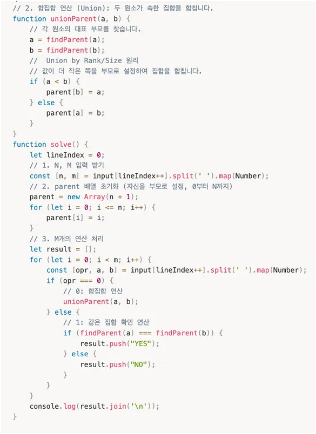 // 2. 합집합 연산 (Union): 두 원소가 속한 집합을 합칩니다.
function unionParent(a, b) {
    // 각 원소의 대표 부모를 찾습니다.
    a = findParent(a);
    b = findParent(b);
    //  Union by Rank/Size 원리
    // 값이 더 작은 쪽을 부모로 설정하여 집합을 합칩니다.
    if (a < b) {
        parent[b] = a;
    } else {
        parent[a] = b;
    }
}
function solve() {
    let lineIndex = 0;
    // 1. N, M 입력 받기
    const [n, m] = input[lineIndex++].split(' ').map(Number);
    // 2. parent 배열 초기화 (자신을 부모로 설정, 0부터 N까지)
    parent = new Array(n + 1);
    for (let i = 0; i <= n; i++) {
        parent[i] = i;
    }
    // 3. M개의 연산 처리
    let result = [];
    for (let i = 0; i < m; i++) {
        const [opr, a, b] = input[lineIndex++].split(' ').map(Number);
        if (opr === 0) {
            // 0: 합집합 연산
            unionParent(a, b);
        } else {
            // 1: 같은 집합 확인 연산
            if (findParent(a) === findParent(b)) {
                result.push("YES");
            } else {
                result.push("NO");
            }
        }
    }
    console.log(result.join('\n'));
}